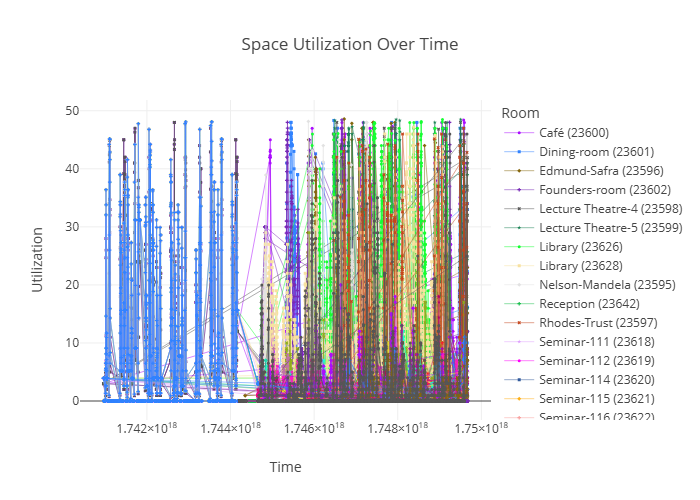 Space Utilization Over Time
Room
Café (23600)
Dining-room (23601)
Edmund-Safra (23596)
Founders-room (23602)
Lecture Theatre-4 (23598)
Lecture Theatre-5 (23599)
Library (23626)
Library (23628)
Nelson-Mandela (23595)
Reception (23642)
Rhodes-Trust (23597)
Seminar-111 (23618)
Seminar-112 (23619)
Seminar-114 (23620)
Seminar-115 (23621)
Seminar-116 (23622)
Utilization
50
40
30
20
10
0
1.742×10¹⁸ 1.744×10¹⁸ 1.746×10¹⁸ 1.748×10¹⁸ 1.75×10¹⁸
Time